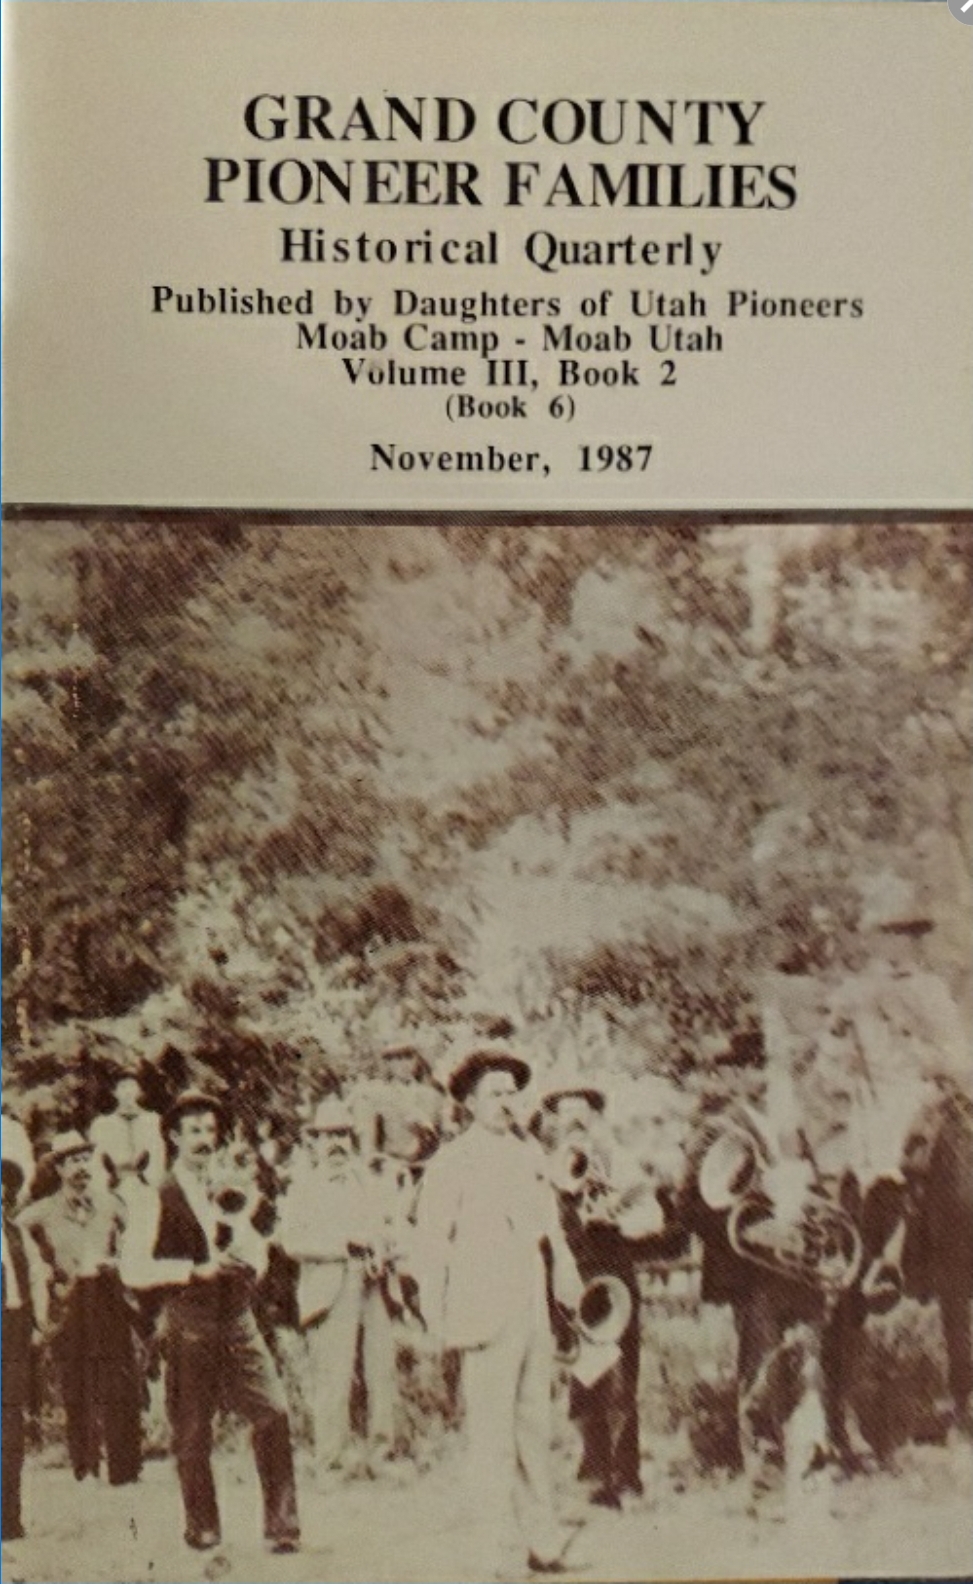 GRAND COUNTY
PIONEER FAMILIES
Historical Quarterly
Published by Daughters of Utah Pioneers
Moab Camp - Moab Utah
Volume III, Book 2
(Book 6)
November, 1987